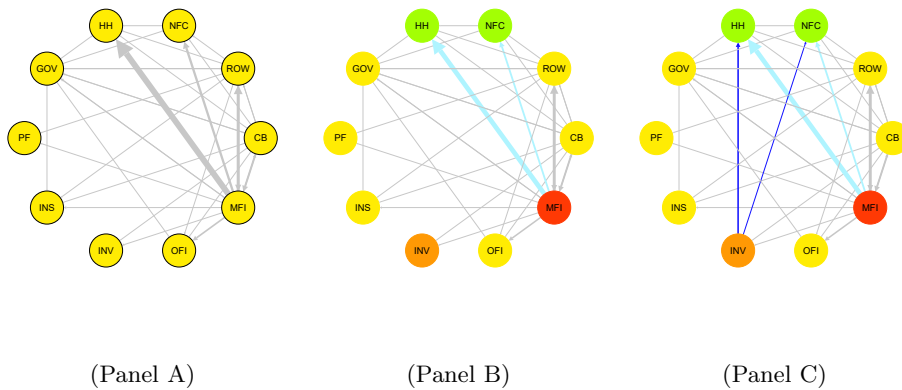 HH NFC
GOV ROW
PF CB
INS MFI
INV OFI
HH NFC
GOV ROW
PF CB
INS MFI
INV OFI
HH NFC
GOV ROW
PF CB
INS MFI
INV OFI
(Panel A) (Panel B) (Panel C)